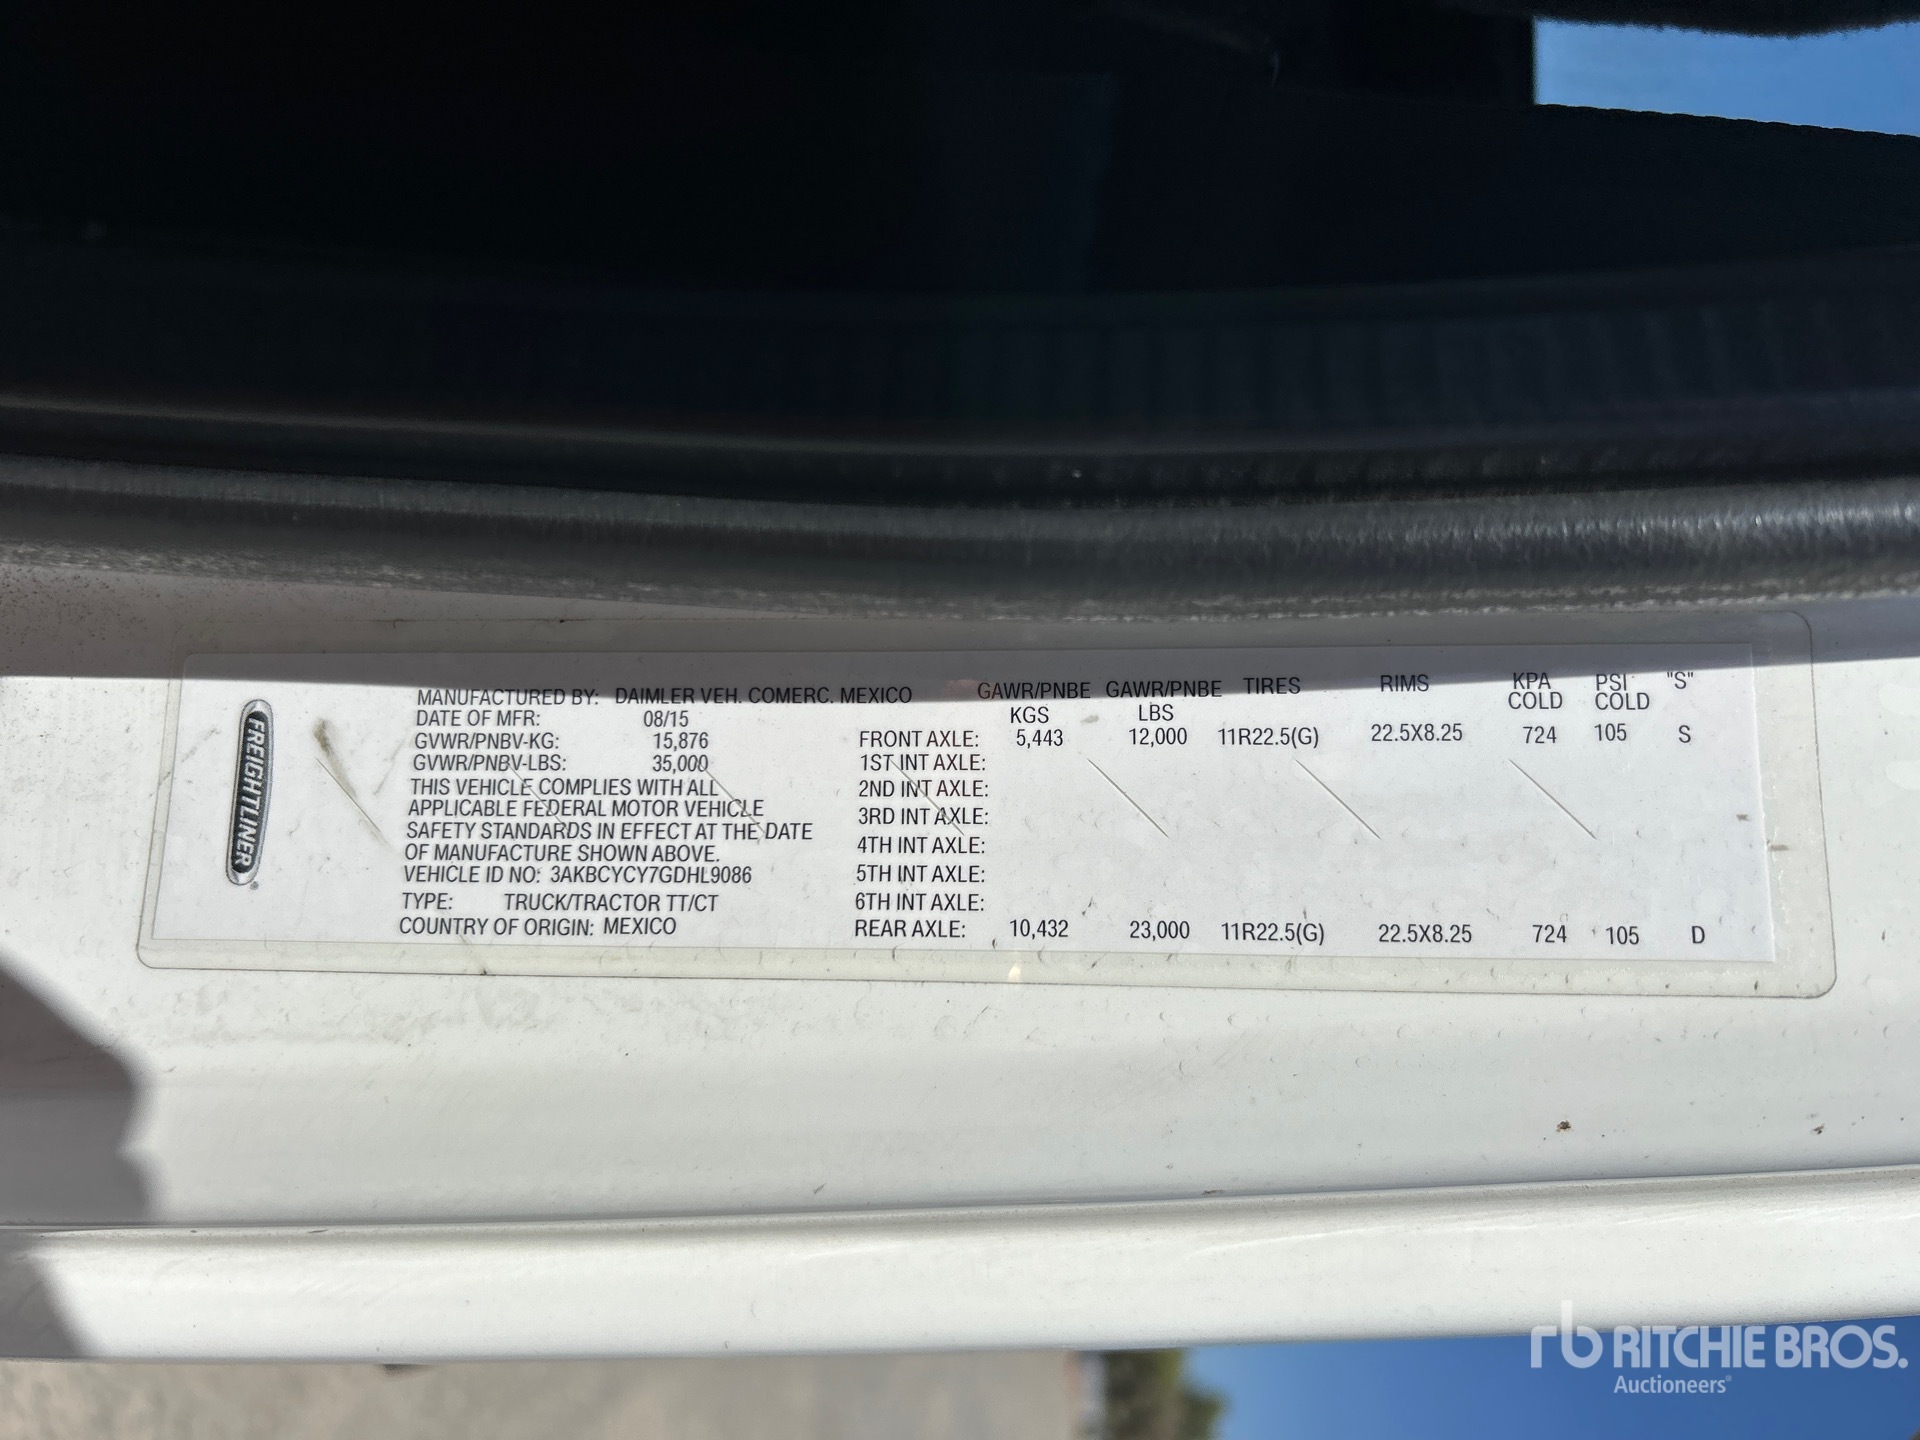 FREIGHTLINER
MANUFACTURED BY: DAIMLER VEH. COMERC. MEXICO
DATE OF MFR: 08/15
GVWR/PNBV-KG: 15,876
GVWR/PNBV-LBS: 35,000
THIS VEHICLE COMPLIES WITH ALL
APPLICABLE FEDERAL MOTOR VEHICLE
SAFETY STANDARDS IN EFFECT AT THE DATE
OF MANUFACTURE SHOWN ABOVE.
VEHICLE ID NO: 3AKBCYCY7GDHL9086
TYPE: TRUCK/TRACTOR TT/CT
COUNTRY OF ORIGIN: MEXICO
GAWR/PNBE KGS GAWR/PNBE LBS TIRES RIMS KPA COLD PSI COLD "S"
FRONT AXLE: 5,443 12,000 11R22.5(G) 22.5X8.25 724 105 S
1ST INT AXLE:
2ND INT AXLE:
3RD INT AXLE:
4TH INT AXLE:
5TH INT AXLE:
6TH INT AXLE:
REAR AXLE: 10,432 23,000 11R22.5(G) 22.5X8.25 724 105 D
rb RITCHIE BROS.
Auctioneers